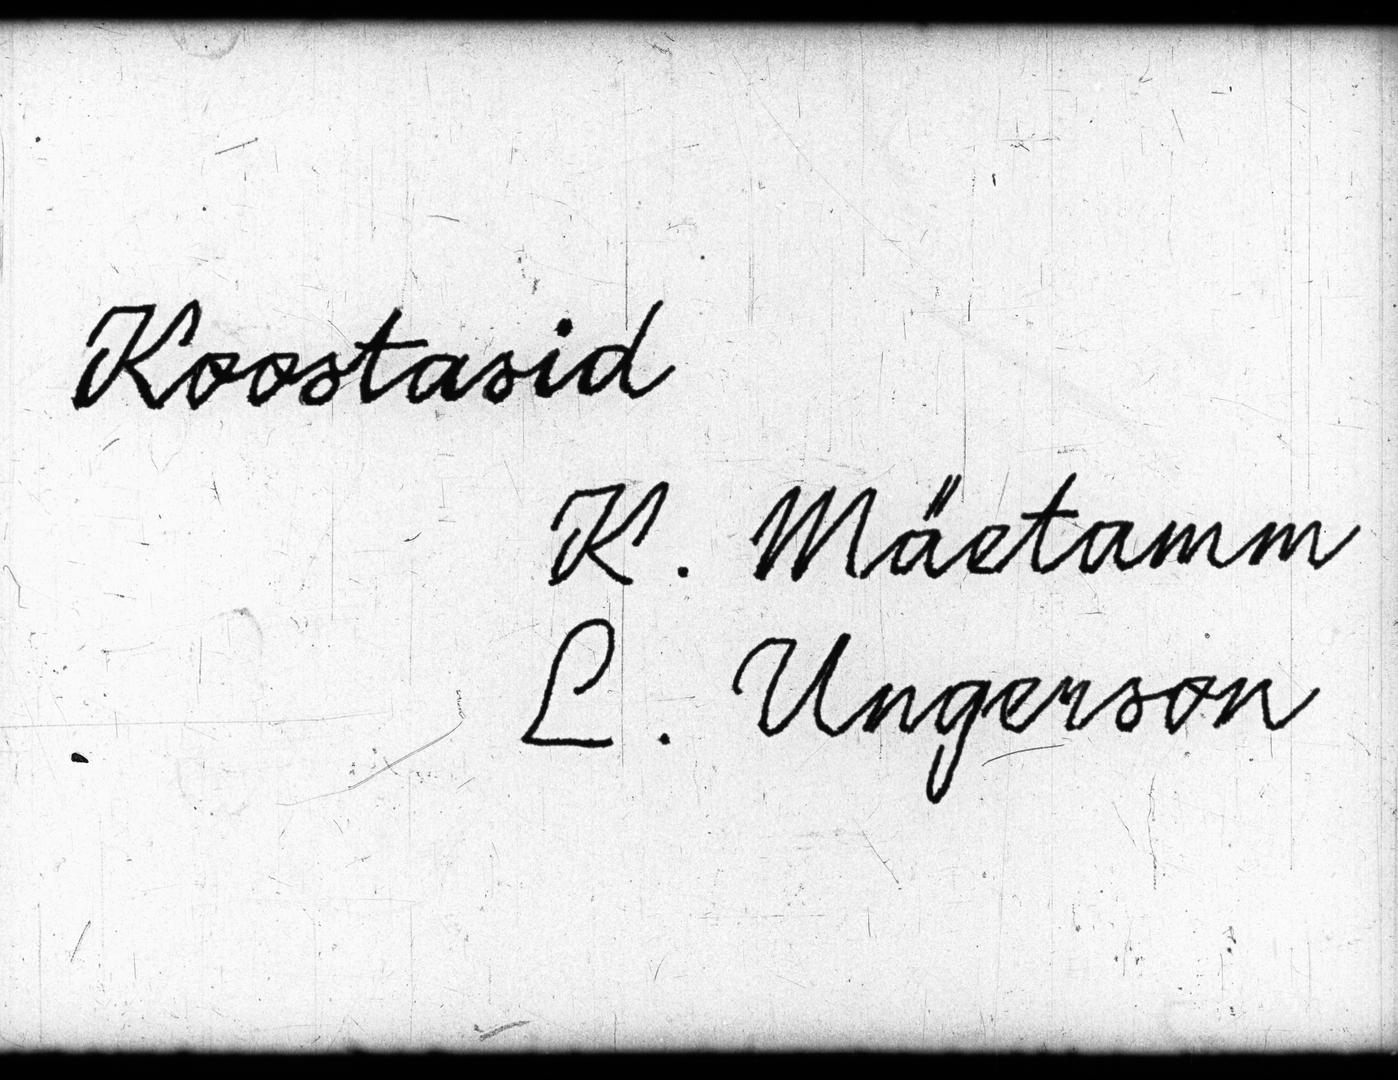 Koostasid
K. Mäetamm
L. Ungerson